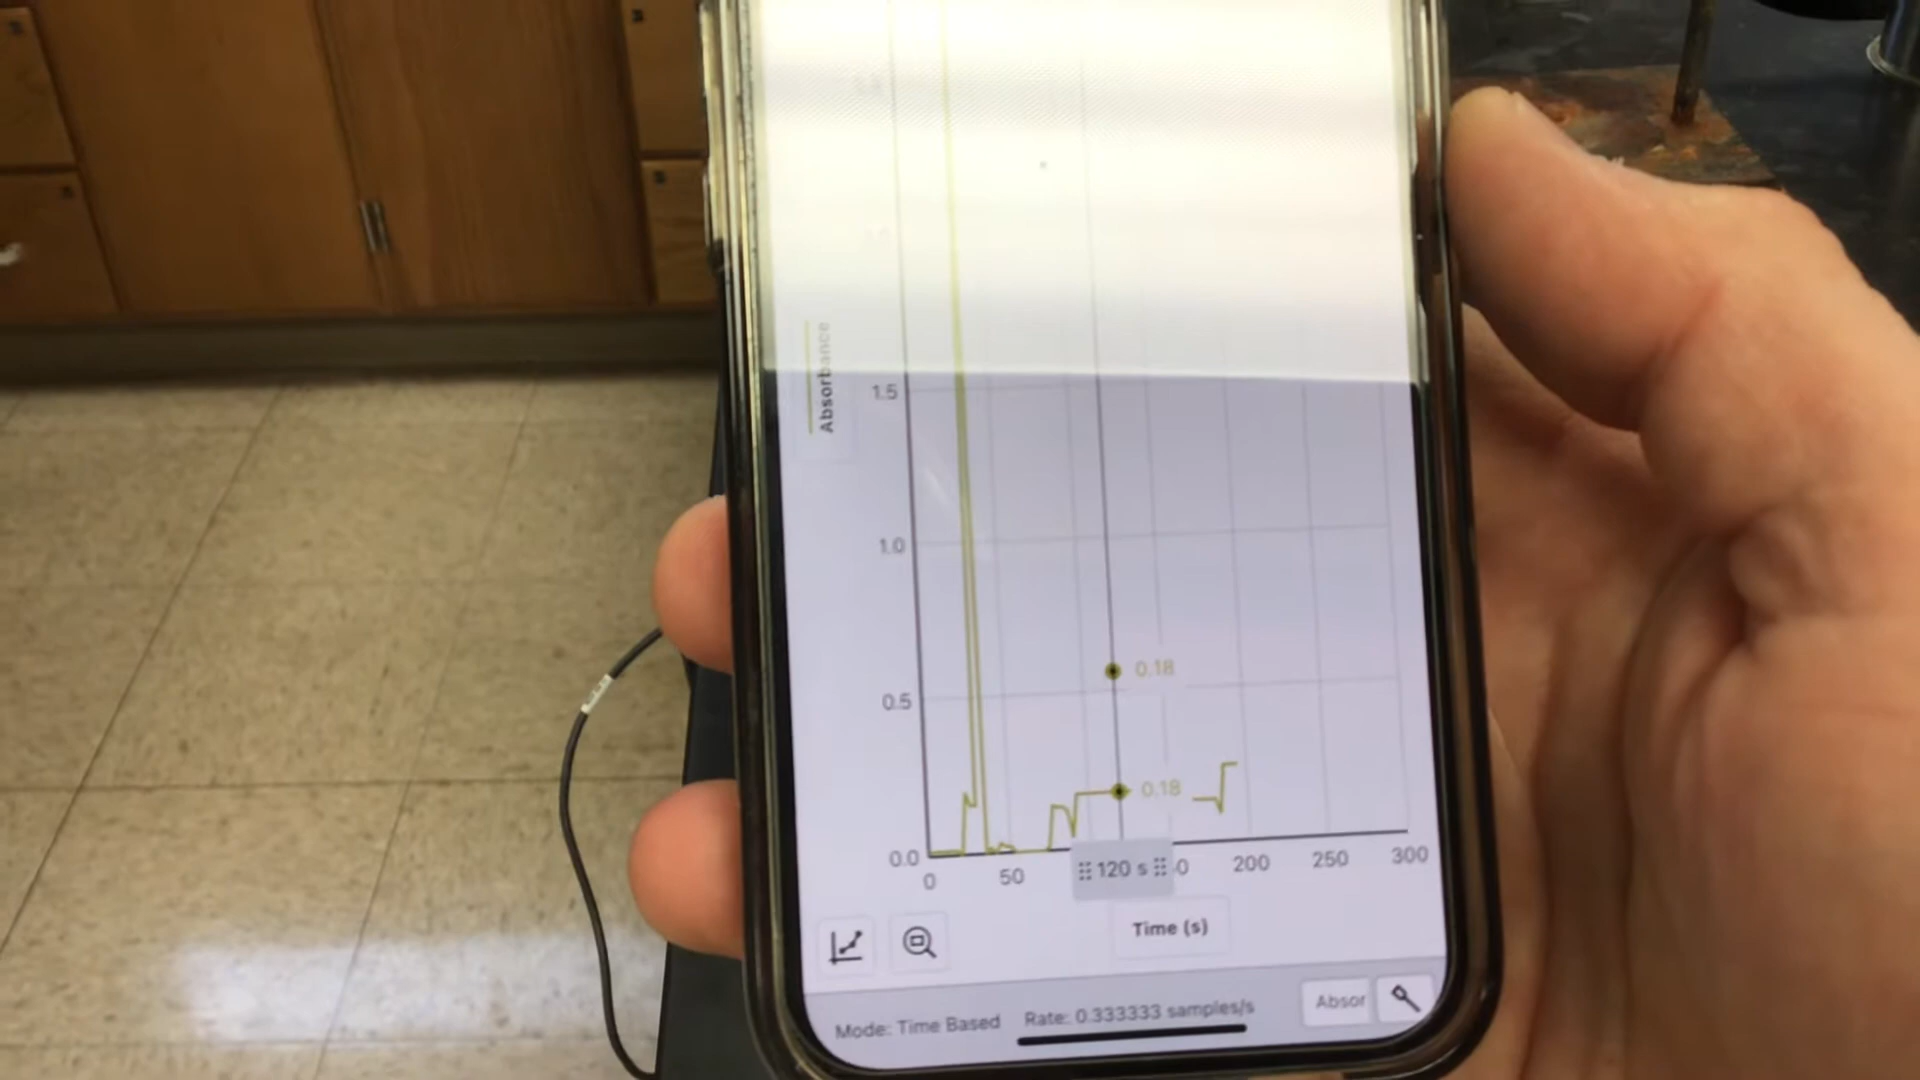 Absorbance
1.5
1.0
0.5
0.18
0.18
0.0
0
50
120 s
0
200
250
300
Time (s)
Mode: Time Based
Rate: 0.333333 samples/s
Absor